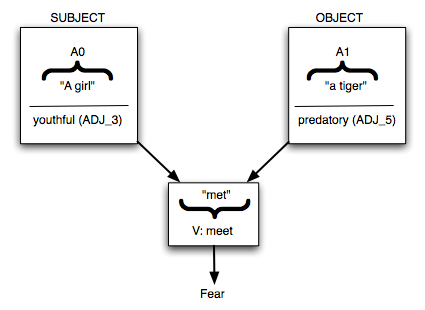 SUBJECT
OBJECT
A0
"A girl"
youthful (ADJ_3)
A1
"a tiger"
predatory (ADJ_5)
"met"
V: meet
Fear